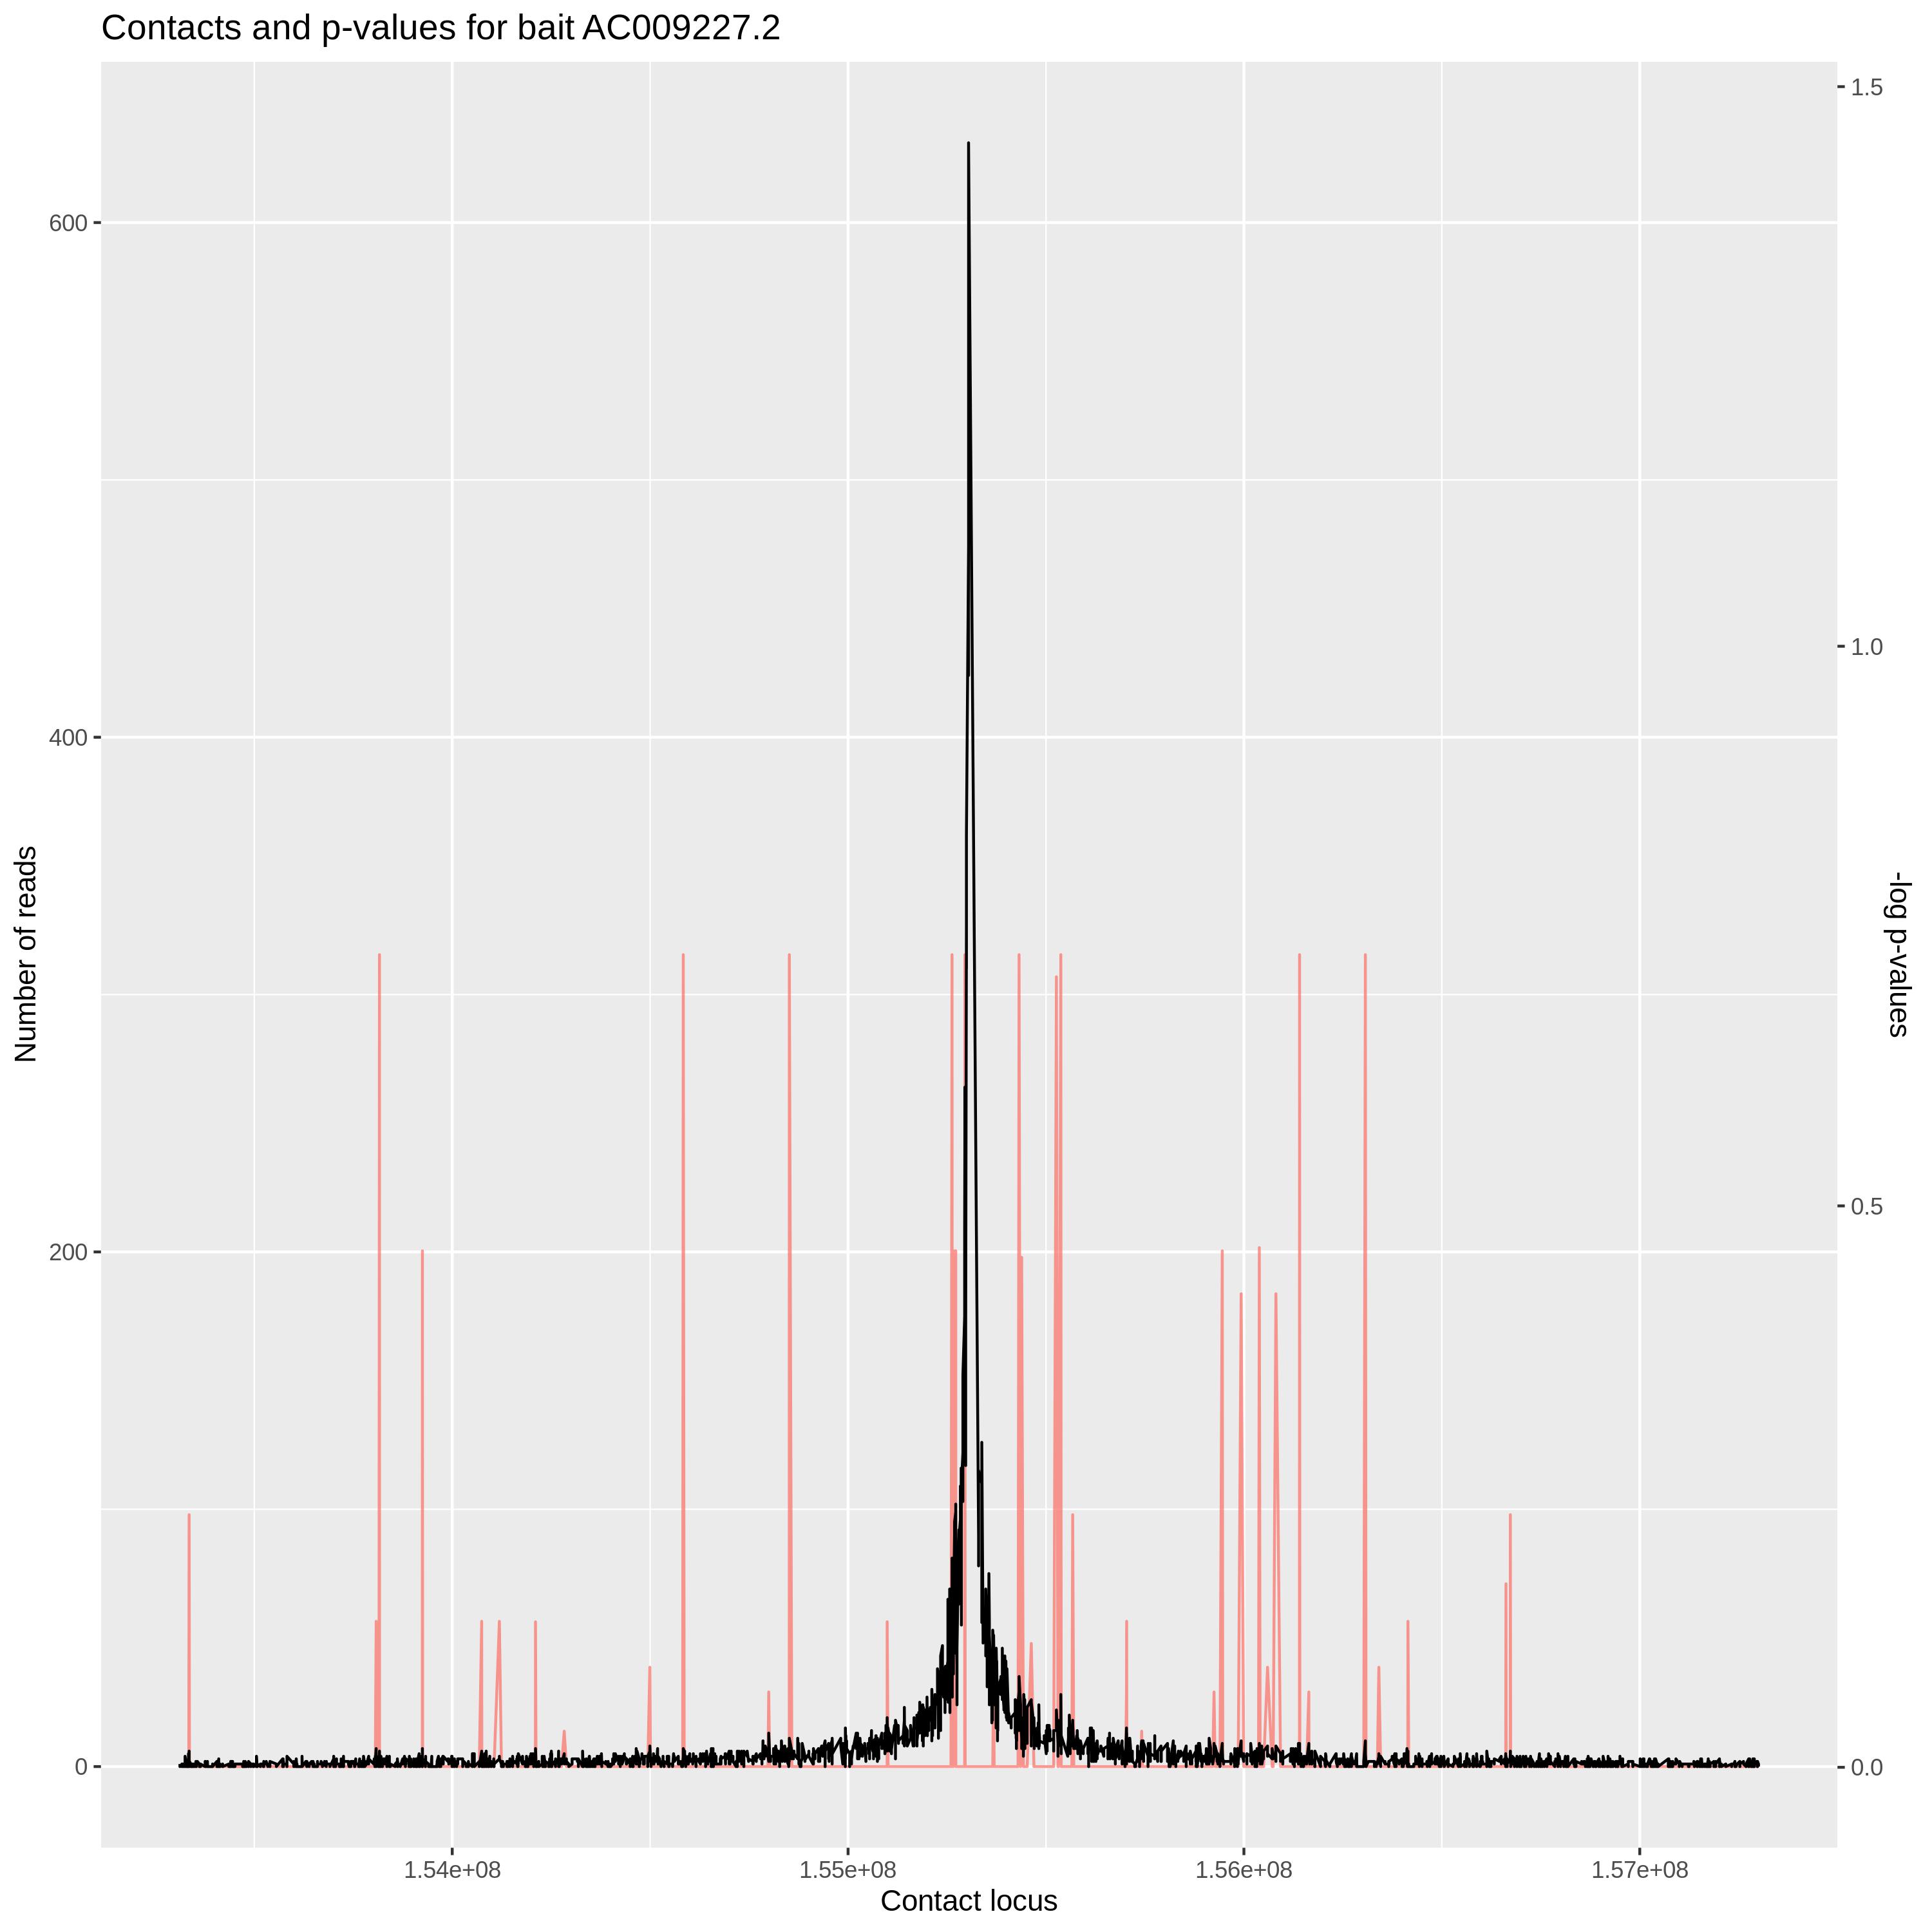 Contacts and p-values for bait AC009227.2
1.5
600
1.0
400
Number of reads
-log p-values
0.5
200
0
0.0
1.54e+08
1.55e+08
1.56e+08
1.57e+08
Contact locus